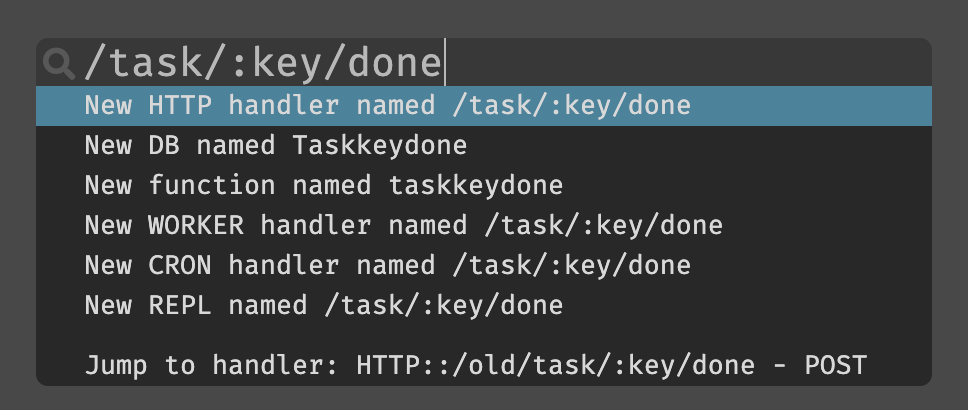 /task/:key/done
New HTTP handler named /task/:key/done
New DB named Taskkeydone
New function named taskkeydone
New WORKER handler named /task/:key/done
New CRON handler named /task/:key/done
New REPL named /task/:key/done
Jump to handler: HTTP::/old/task/:key/done - POST